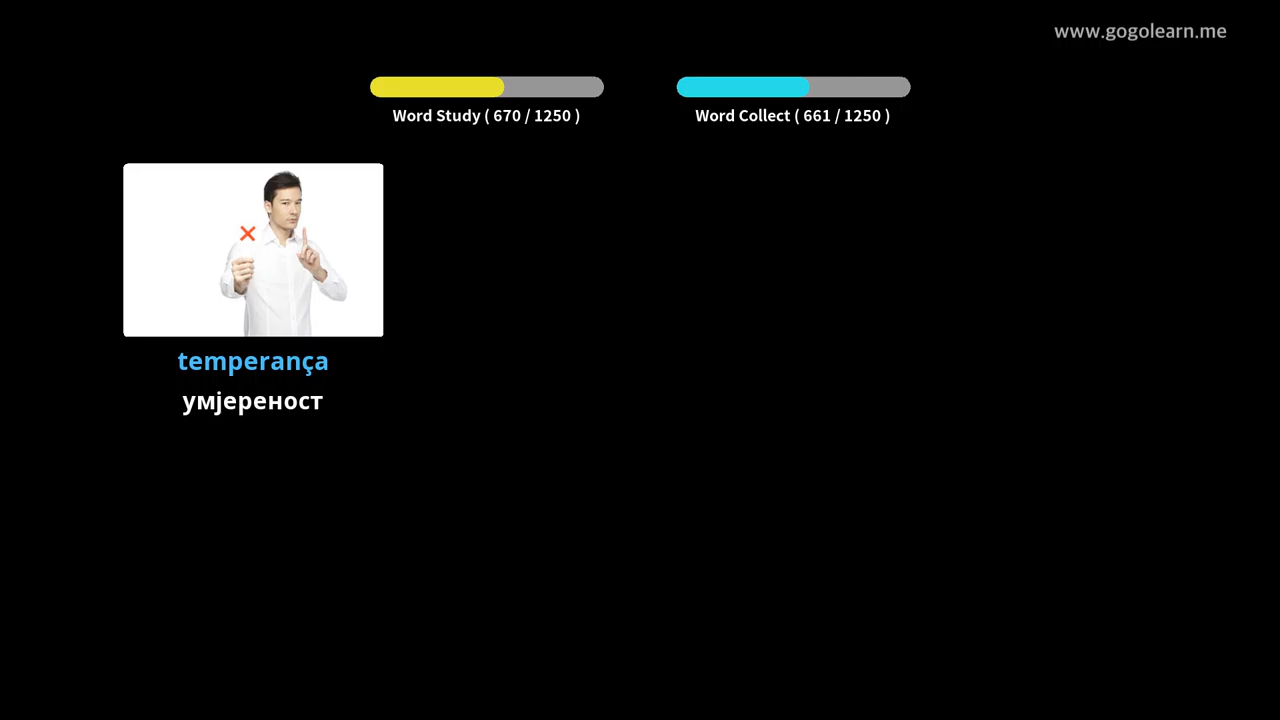 www.gogolearn.me
Word Study ( 670 / 1250 )
Word Collect ( 661 / 1250 )
temperança
умјереност